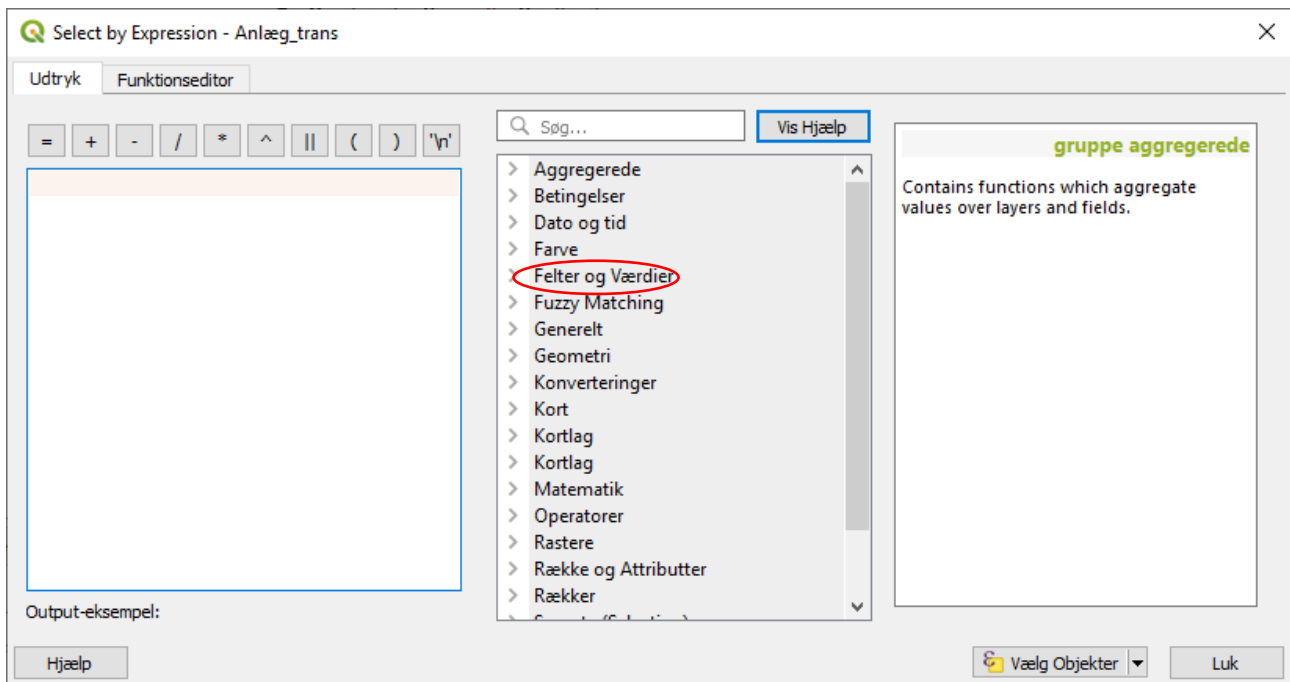 Select by Expression - Anlæg_trans
Udtryk
Funktionseditor
= + - / * ^ || ( ) '\n'
Søg...
Vis Hjælp
Aggregerede
Betingelser
Dato og tid
Farve
Felter og Værdier
Fuzzy Matching
Generelt
Geometri
Konverteringer
Kort
Kortlag
Kortlag
Matematik
Operatorer
Rastere
Række og Attributter
Rækker
gruppe aggregerede
Contains functions which aggregate
values over layers and fields.
Output-eksempel:
Hjælp
Vælg Objekter
Luk